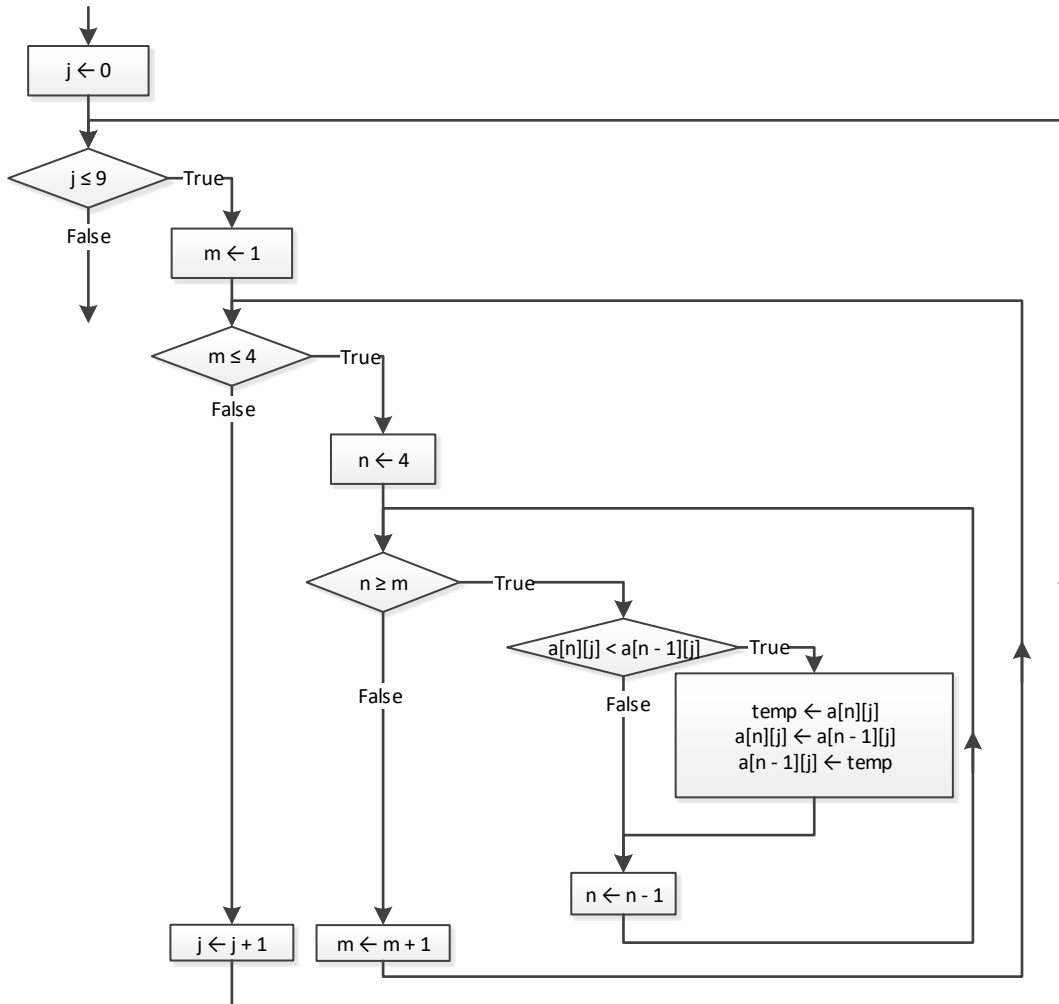 j ← 0
j ≤ 9
True
False
m ← 1
m ≤ 4
True
False
n ← 4
n ≥ m
True
False
a[n][j] < a[n - 1][j]
True
False
temp ← a[n][j]
a[n][j] ← a[n - 1][j]
a[n - 1][j] ← temp
n ← n - 1
j ← j + 1
m ← m + 1